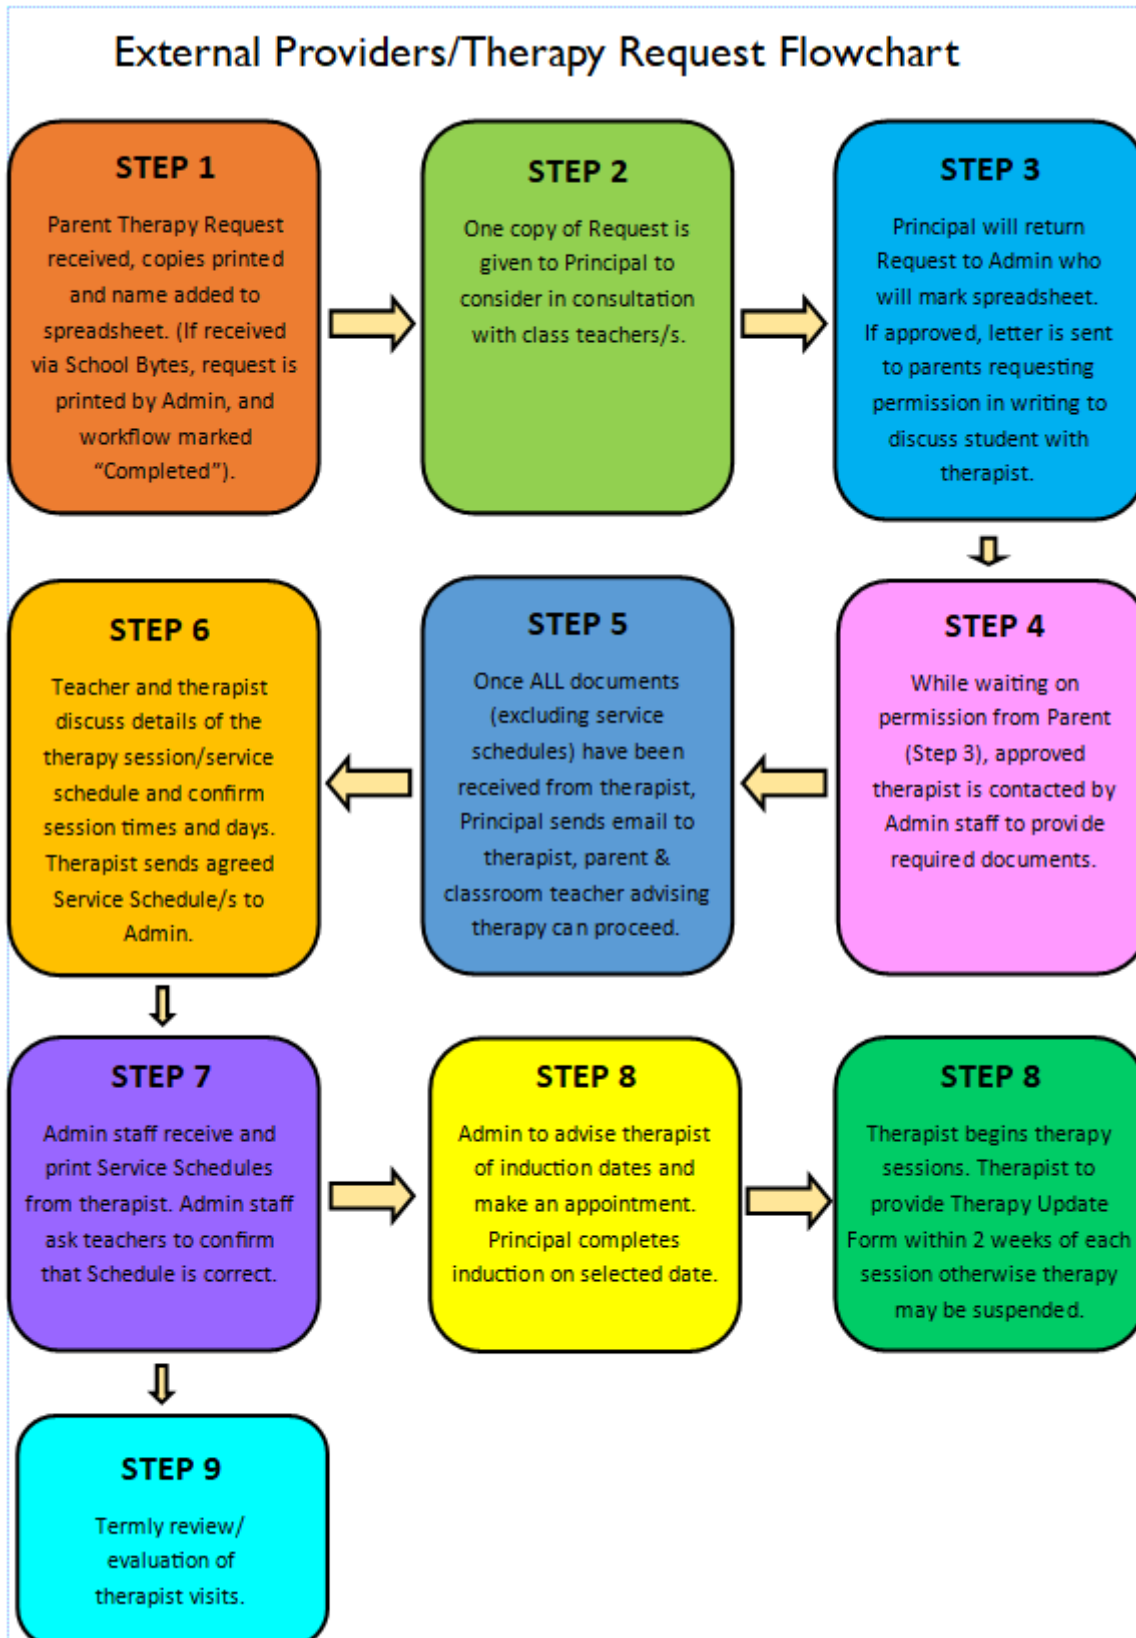 External Providers/Therapy Request Flowchart
STEP 1
Parent Therapy Request
received, copies printed
and name added to
spreadsheet. (If received
via School Bytes, request is
printed by Admin, and
workflow marked
“Completed”).
STEP 2
One copy of Request is
given to Principal to
consider in consultation
with class teachers/s.
STEP 3
Principal will return
Request to Admin who
will mark spreadsheet.
If approved, letter is sent
to parents requesting
permission in writing to
discuss student with
therapist.
STEP 4
While waiting on
permission from Parent
(Step 3), approved
therapist is contacted by
Admin staff to provide
required documents.
STEP 5
Once ALL documents
(excluding service
schedules) have been
received from therapist,
Principal sends email to
therapist, parent &
classroom teacher advising
therapy can proceed.
STEP 6
Teacher and therapist
discuss details of the
therapy session/service
schedule and confirm
session times and days.
Therapist sends agreed
Service Schedule/s to
Admin.
STEP 7
Admin staff receive and
print Service Schedules
from therapist. Admin staff
ask teachers to confirm
that Schedule is correct.
STEP 8
Admin to advise therapist
of induction dates and
make an appointment.
Principal completes
induction on selected date.
STEP 8
Therapist begins therapy
sessions. Therapist to
provide Therapy Update
Form within 2 weeks of each
session otherwise therapy
may be suspended.
STEP 9
Termly review/
evaluation of
therapist visits.